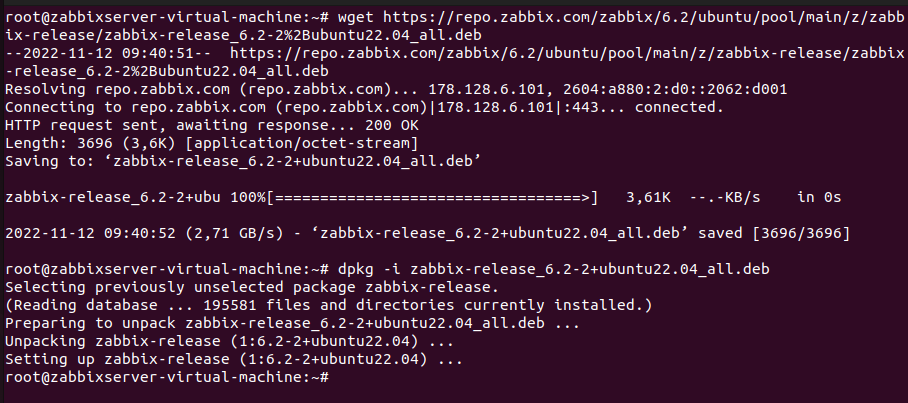 root@zabbixserver-virtual-machine:~# wget https://repo.zabbix.com/zabbix/6.2/ubuntu/pool/main/z/zabb
ix-release/zabbix-release_6.2-2%2Bubuntu22.04_all.deb
--2022-11-12 09:40:51--  https://repo.zabbix.com/zabbix/6.2/ubuntu/pool/main/z/zabbix-release/zabbix
-release_6.2-2%2Bubuntu22.04_all.deb
Resolving repo.zabbix.com (repo.zabbix.com)... 178.128.6.101, 2604:a880:2:d0::2062:d001
Connecting to repo.zabbix.com (repo.zabbix.com)|178.128.6.101|:443... connected.
HTTP request sent, awaiting response... 200 OK
Length: 3696 (3,6K) [application/octet-stream]
Saving to: ‘zabbix-release_6.2-2+ubuntu22.04_all.deb’
zabbix-release_6.2-2+ubu 100%[==================================>]   3,61K  --.-KB/s    in 0s
2022-11-12 09:40:52 (2,71 GB/s) - ‘zabbix-release_6.2-2+ubuntu22.04_all.deb’ saved [3696/3696]
root@zabbixserver-virtual-machine:~# dpkg -i zabbix-release_6.2-2+ubuntu22.04_all.deb
Selecting previously unselected package zabbix-release.
(Reading database ... 195581 files and directories currently installed.)
Preparing to unpack zabbix-release_6.2-2+ubuntu22.04_all.deb ...
Unpacking zabbix-release (1:6.2-2+ubuntu22.04) ...
Setting up zabbix-release (1:6.2-2+ubuntu22.04) ...
root@zabbixserver-virtual-machine:~#